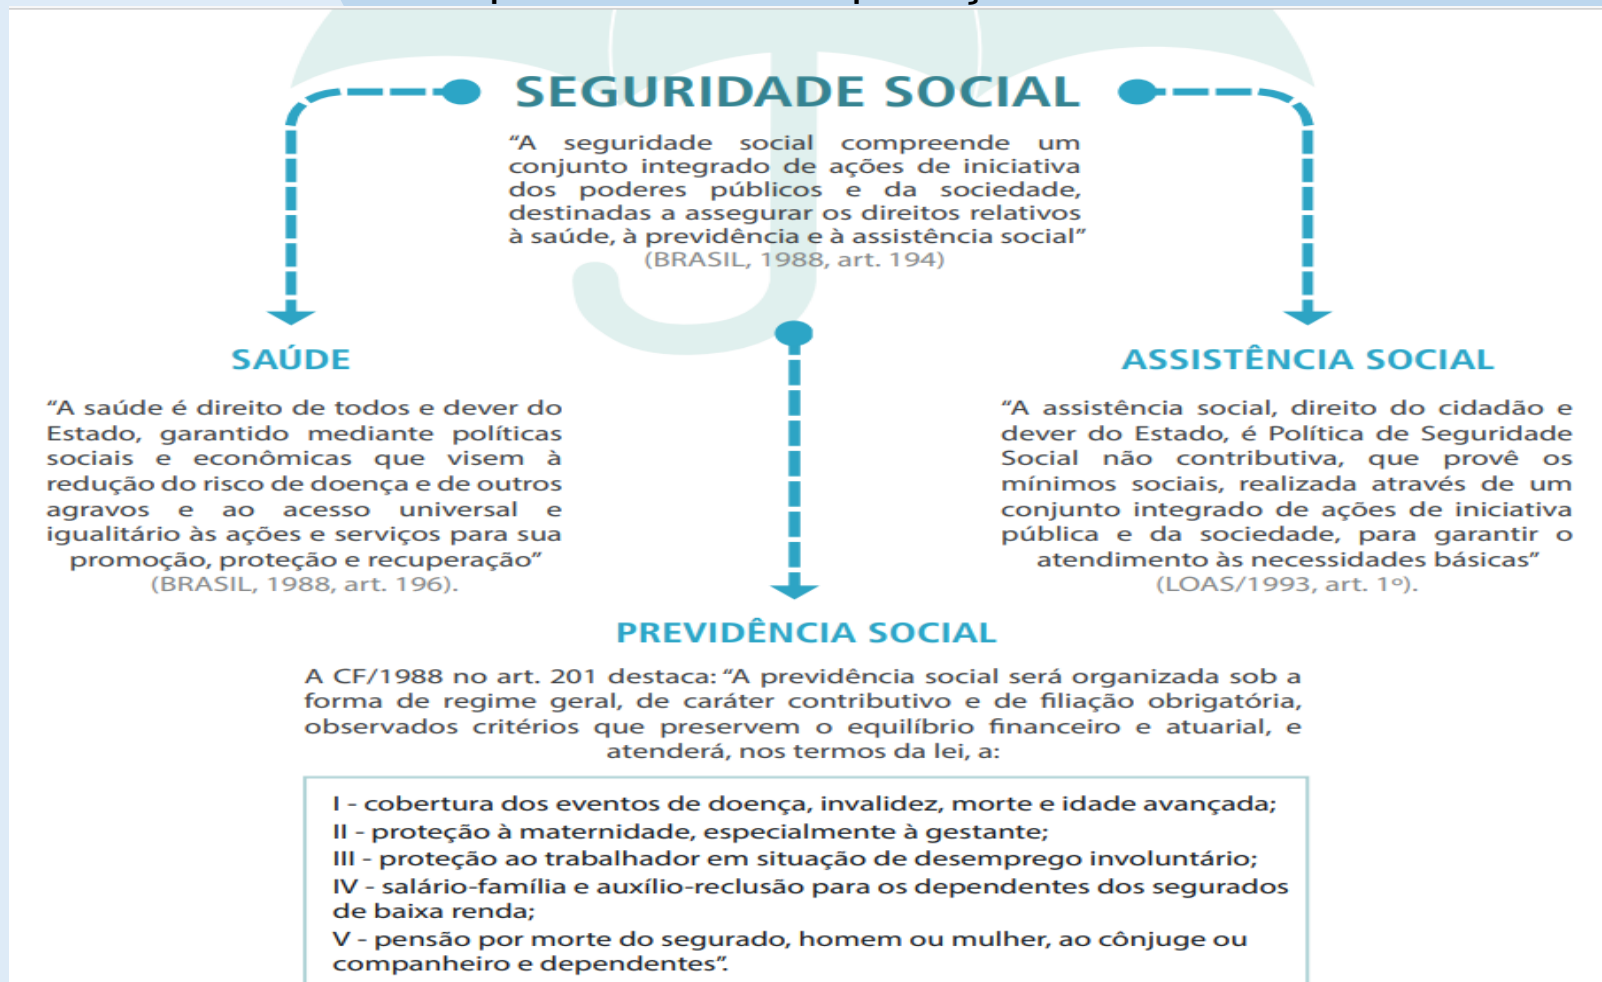 SEGURIDADE SOCIAL
“A seguridade social compreende um
conjunto integrado de ações de iniciativa
dos poderes públicos e da sociedade,
destinadas a assegurar os direitos relativos
à saúde, à previdência e à assistência social”
(BRASIL, 1988, art. 194)
SAÚDE
“A saúde é direito de todos e dever do
Estado, garantido mediante políticas
sociais e econômicas que visem à
redução do risco de doença e de outros
agravos e ao acesso universal e
igualitário às ações e serviços para sua
promoção, proteção e recuperação”
(BRASIL, 1988, art. 196).
ASSISTÊNCIA SOCIAL
“A assistência social, direito do cidadão e
dever do Estado, é Política de Seguridade
Social não contributiva, que provê os
mínimos sociais, realizada através de um
conjunto integrado de ações de iniciativa
pública e da sociedade, para garantir o
atendimento às necessidades básicas”
(LOAS/1993, art. 1º).
PREVIDÊNCIA SOCIAL
A CF/1988 no art. 201 destaca: “A previdência social será organizada sob a
forma de regime geral, de caráter contributivo e de filiação obrigatória,
observados critérios que preservem o equilíbrio financeiro e atuarial, e
atenderá, nos termos da lei, a:
I - cobertura dos eventos de doença, invalidez, morte e idade avançada;
II - proteção à maternidade, especialmente à gestante;
III - proteção ao trabalhador em situação de desemprego involuntário;
IV - salário-família e auxílio-reclusão para os dependentes dos segurados
de baixa renda;
V - pensão por morte do segurado, homem ou mulher, ao cônjuge ou
companheiro e dependentes”.